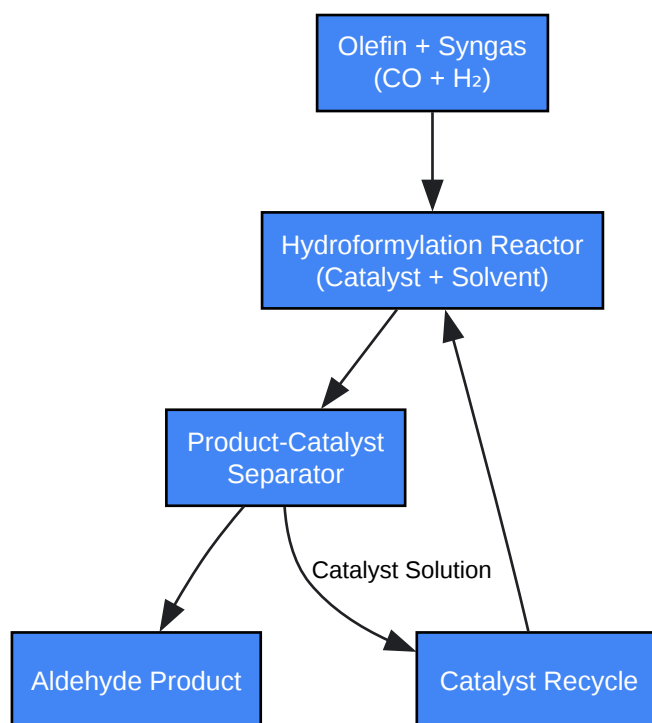 Olefin + Syngas
(CO + H₂)
Hydroformylation Reactor
(Catalyst + Solvent)
Product-Catalyst
Separator
Catalyst Solution
Aldehyde Product
Catalyst Recycle